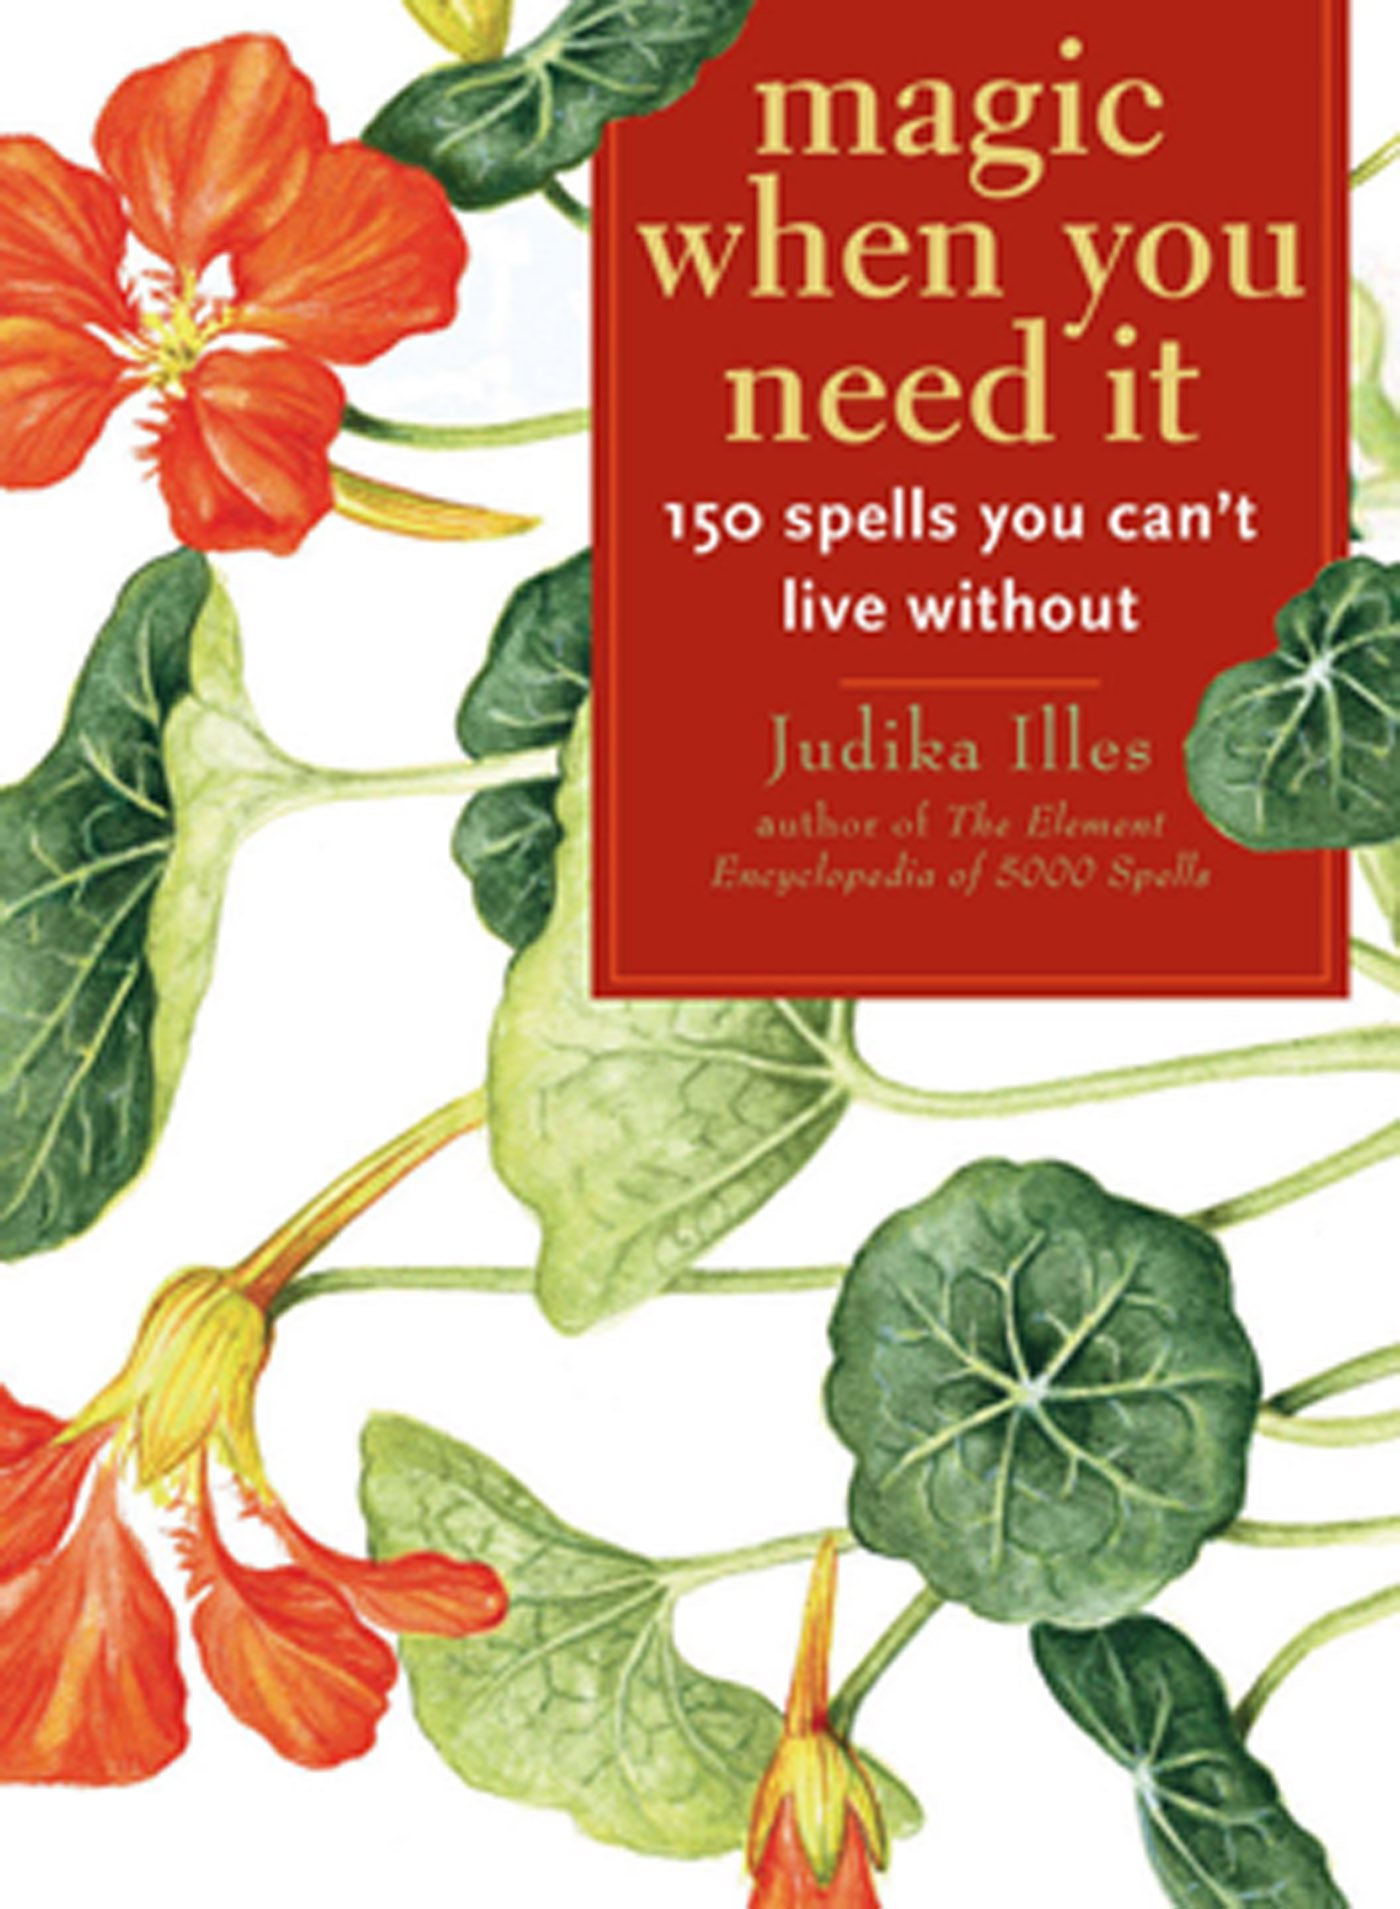 magic
when you
need it
150 spells you can't
live without
Judika Illes
author of The Element
Encyclopedia of 5000 Spells